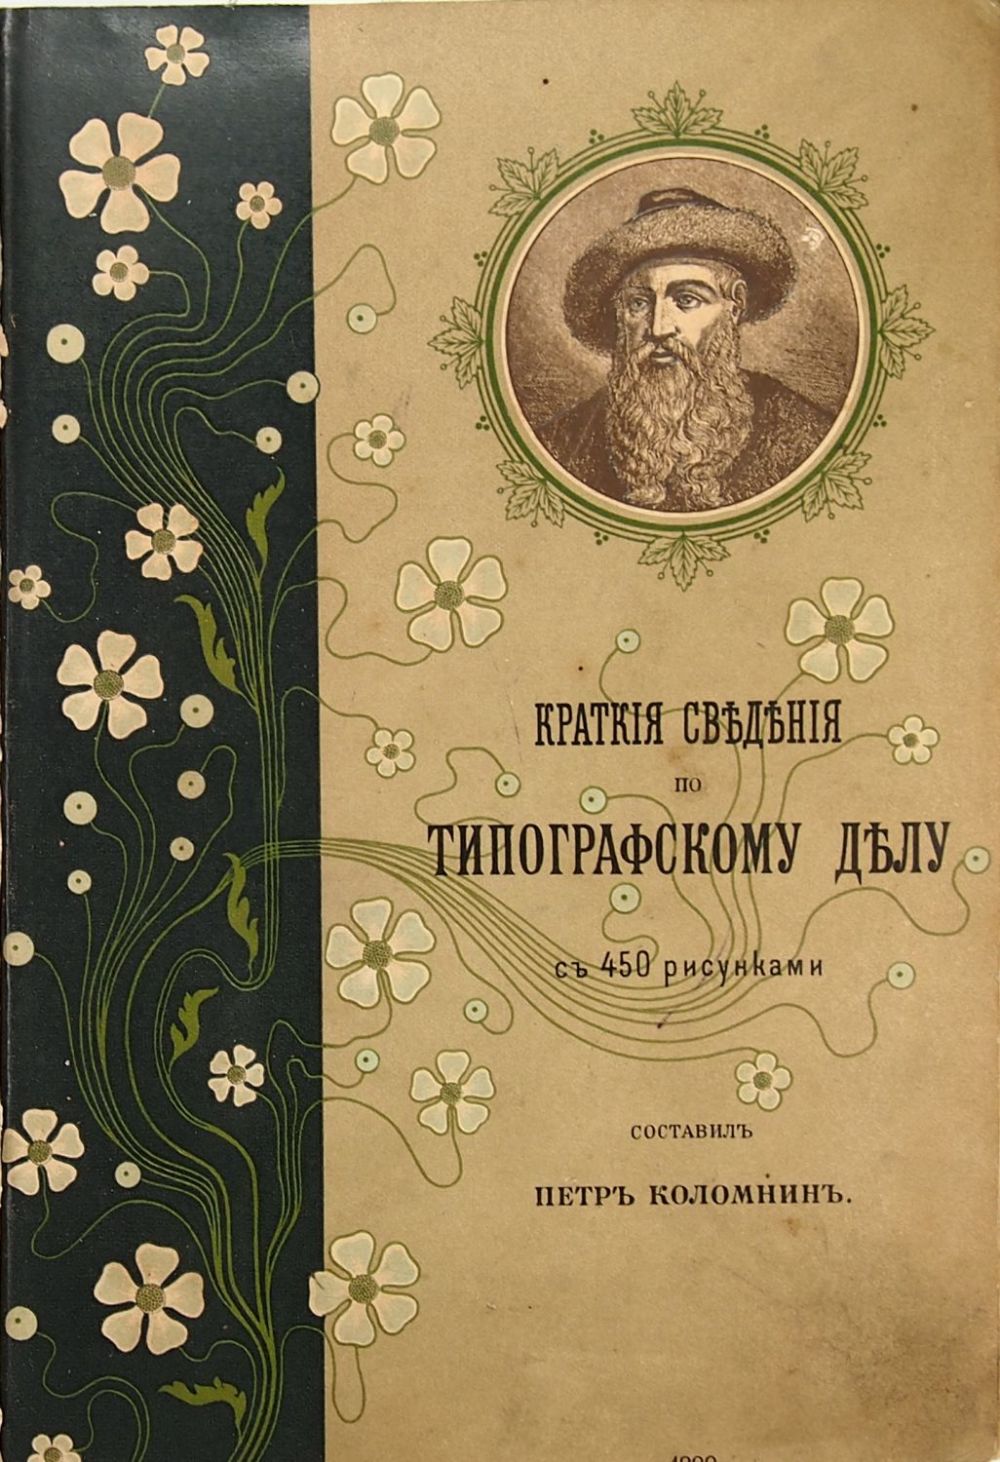 КРАТКІЯ СВѢДѢНІЯ
ПО
ТИПОГРАФСКОМУ ДѢЛУ
съ 450 рисунками
СОСТАВИЛЪ
ПЕТРЪ КОЛОМНИНЪ.